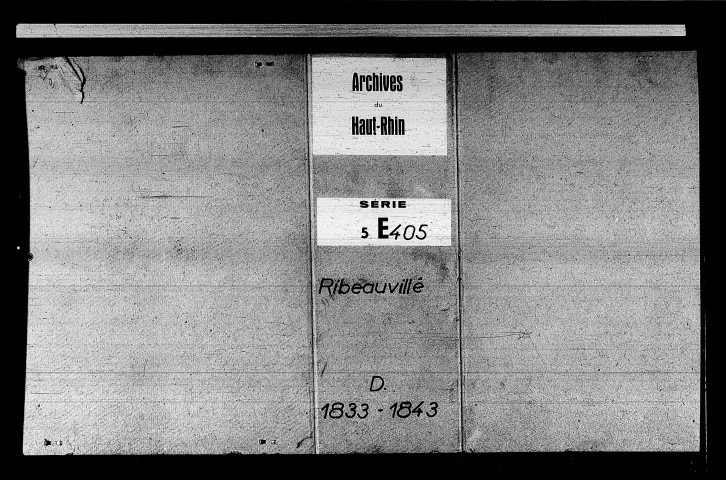 Archives
du
Haut-Rhin
SÉRIE
5 E405
Ribeauvillé
D.
1833 - 1843